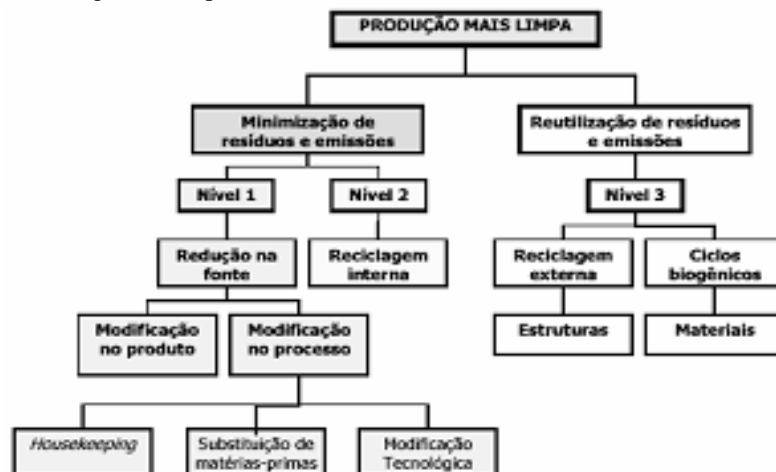 PRODUÇÃO MAIS LIMPA
Minimização de
resíduos e emissões
Reutilização de resíduos
e emissões
Nível 1
Nível 2
Nível 3
Redução na
fonte
Reciclagem
interna
Reciclagem
externa
Ciclos
biogênicos
Modificação
no produto
Modificação
no processo
Estruturas
Materiais
Housekeeping
Substituição de
matérias-primas
Modificação
Tecnológica